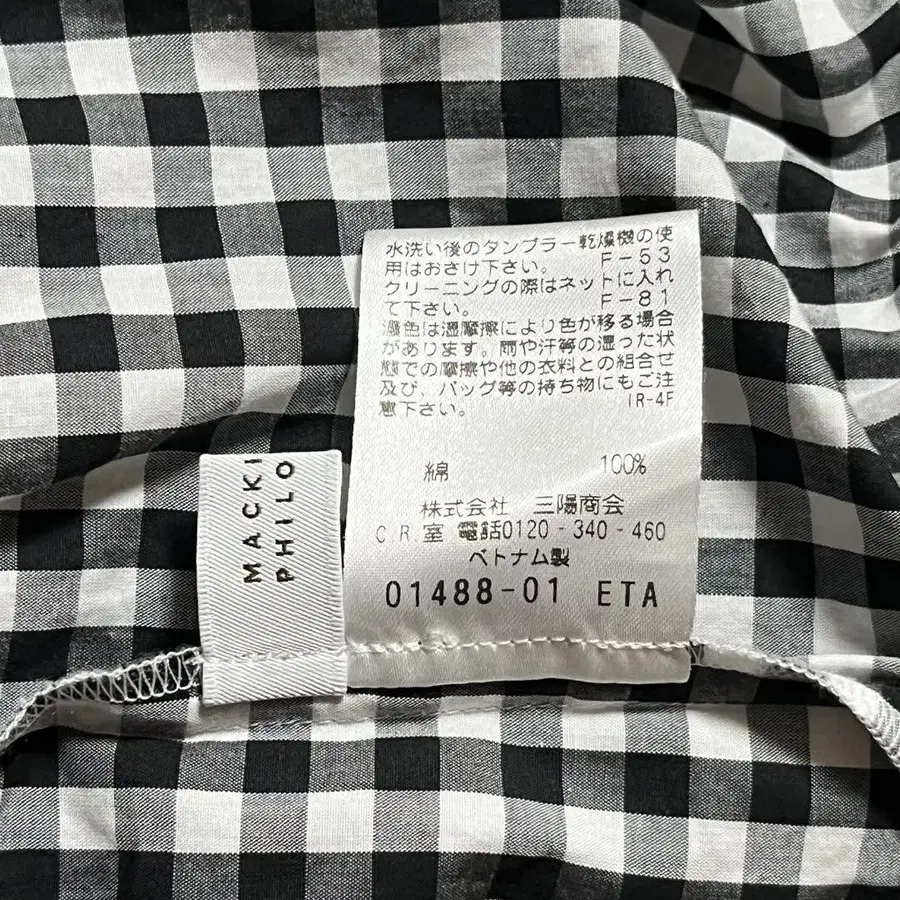 水洗い後のタンブラー乾燥機の使
用はおさけ下さい。 F-53
クリーニングの際はネットに入れ
て下さい。 F-81
濃色は湿摩擦により色が移る場合
があります。雨や汗等の湿った状
態での摩擦や他の衣料との組合せ
及び、バッグ等の持ち物にもご注
意下さい。 IR-4F
綿 100%
株式会社 三陽商会
C.R.室 電話0120-340-460
ベトナム製
01488-01 ETA
MACKI
PHILO